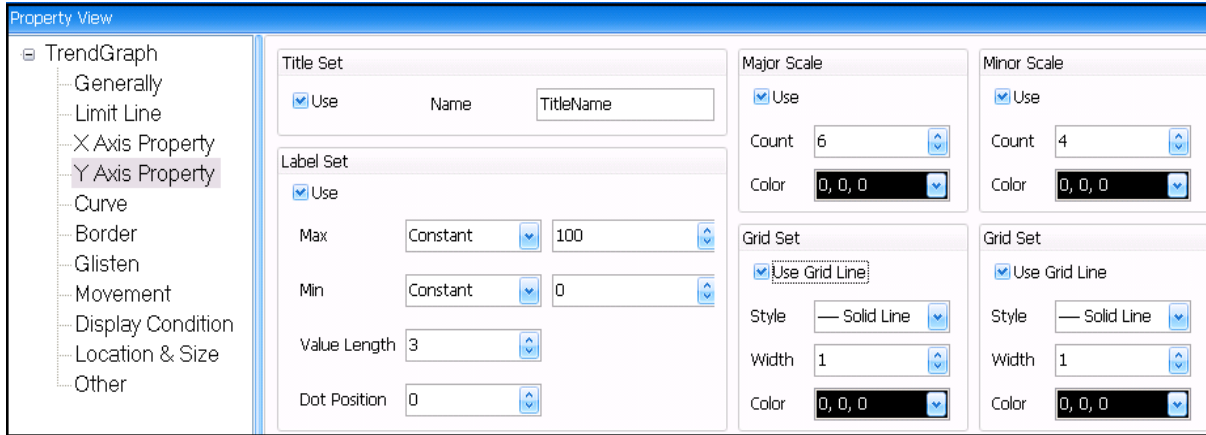 Property View
TrendGraph
Generally
Limit Line
X Axis Property
Y Axis Property
Curve
Border
Glisten
Movement
Display Condition
Location & Size
Other
Title Set
Use Name TitleName
Label Set
Use
Max Constant 100
Min Constant 0
Value Length 3
Dot Position 0
Major Scale
Use
Count 6
Color 0, 0, 0
Grid Set
Use Grid Line
Style Solid Line
Width 1
Color 0, 0, 0
Minor Scale
Use
Count 4
Color 0, 0, 0
Grid Set
Use Grid Line
Style Solid Line
Width 1
Color 0, 0, 0